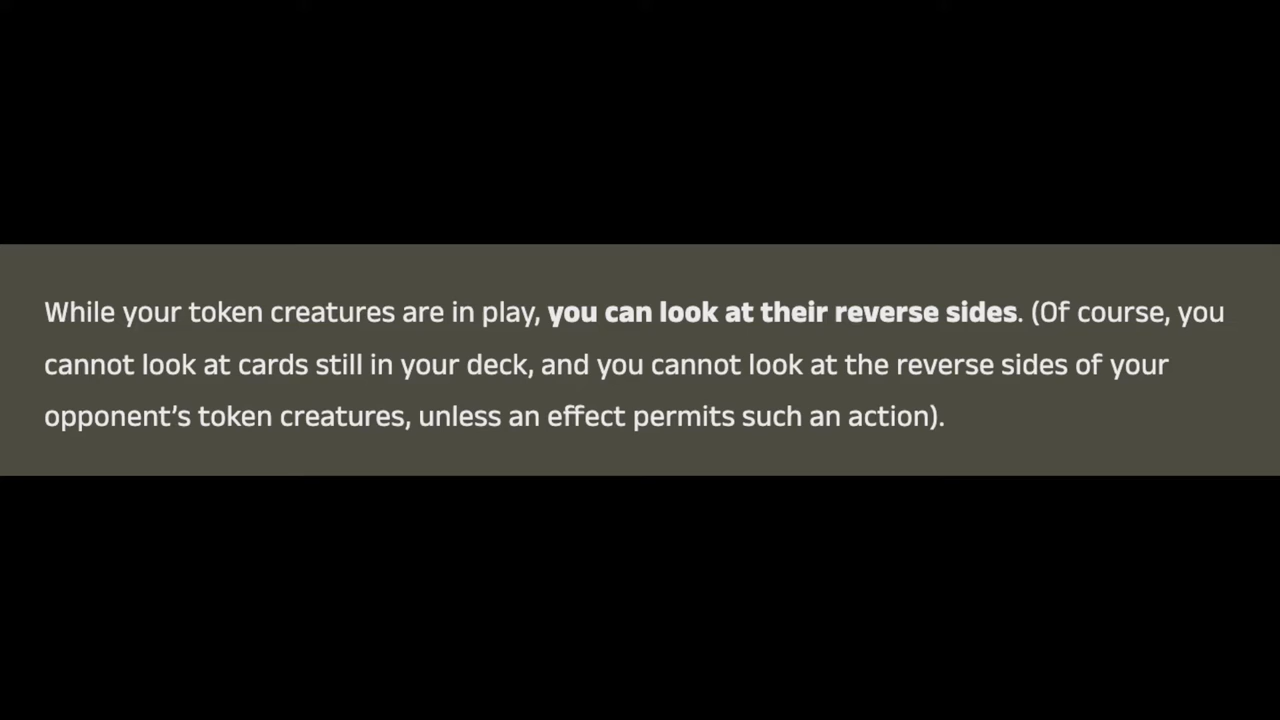 While your token creatures are in play, you can look at their reverse sides. (Of course, you
cannot look at cards still in your deck, and you cannot look at the reverse sides of your
opponent’s token creatures, unless an effect permits such an action).